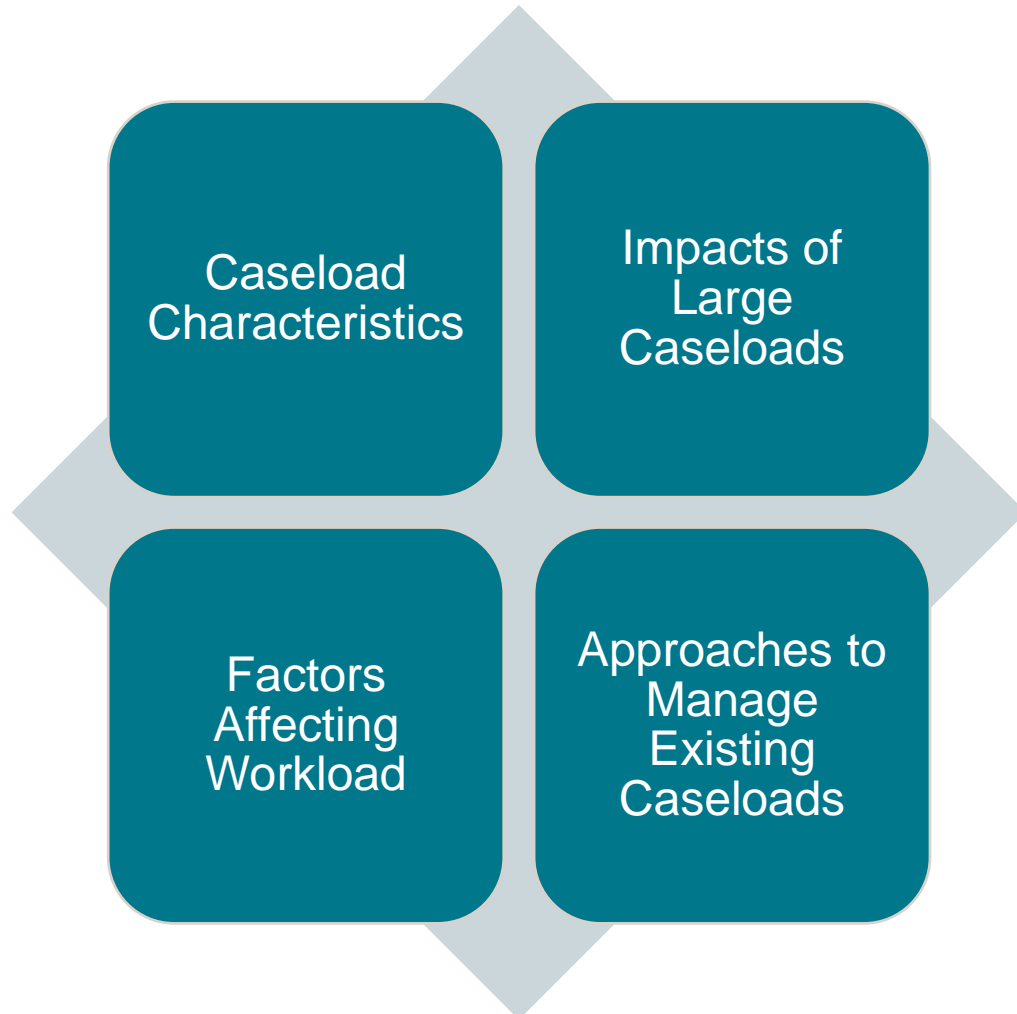 Caseload
Characteristics
Impacts of
Large
Caseloads
Factors
Affecting
Workload
Approaches to
Manage
Existing
Caseloads